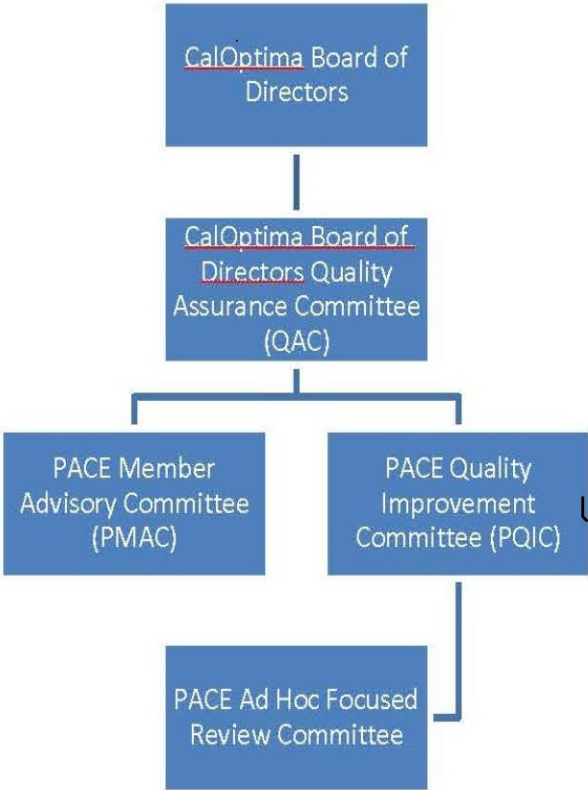 CalOptima Board of
Directors
CalOptima Board of
Directors Quality
Assurance Committee
(QAC)
PACE Member
Advisory Committee
(PMAC)
PACE Quality
Improvement
Committee (PQIC)
PACE Ad Hoc Focused
Review Committee